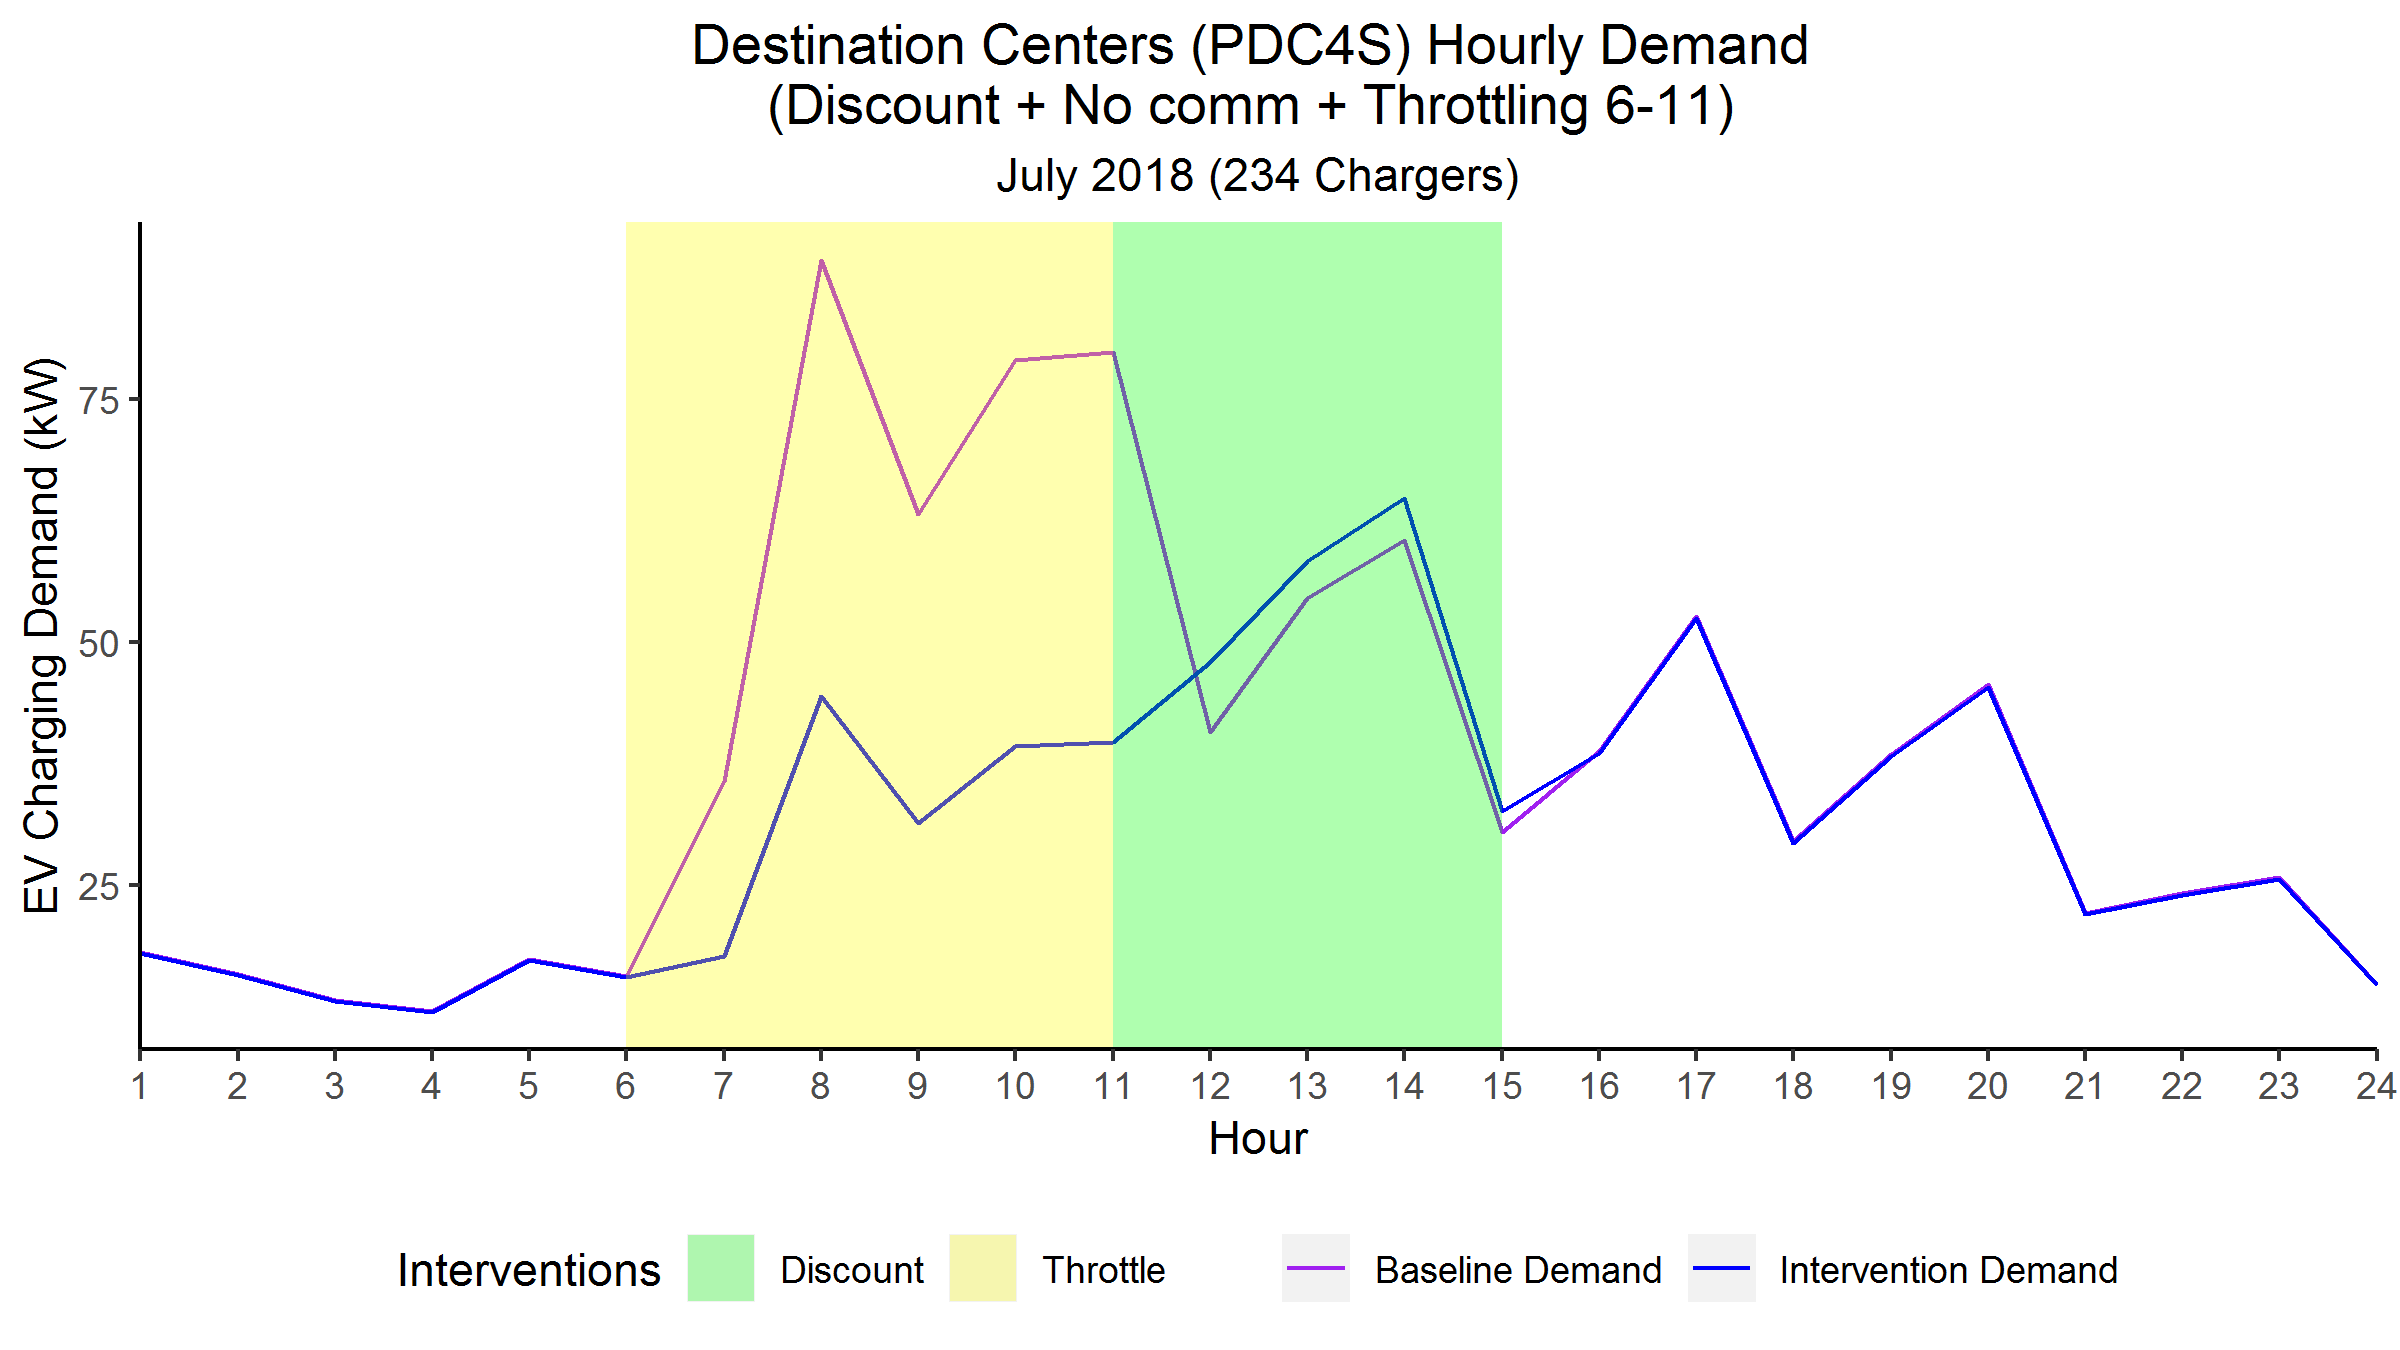 Destination Centers (PDC4S) Hourly Demand
(Discount + No comm + Throttling 6-11)
July 2018 (234 Chargers)
EV Charging Demand (kW)
75
50
25
1 2 3 4 5 6 7 8 9 10 11 12 13 14 15 16 17 18 19 20 21 22 23 24
Hour
Interventions Discount Throttle Baseline Demand Intervention Demand